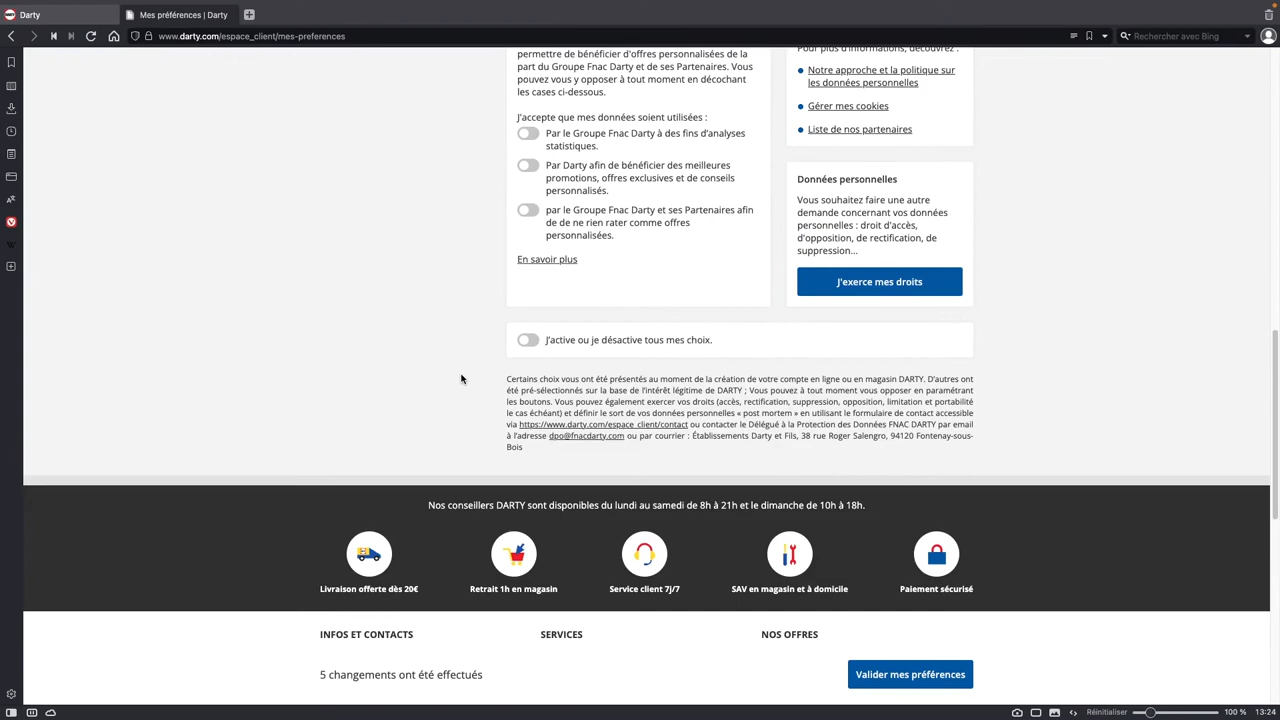 Darty
Mes préférences | Darty
www.darty.com/espace_client/mes-preferences
Rechercher avec Bing
permettre de bénéficier d'offres personnalisées de la
part du Groupe Fnac Darty et de ses Partenaires. Vous
pouvez vous y opposer à tout moment en décochant
les cases ci-dessous.
J'accepte que mes données soient utilisées :
Par le Groupe Fnac Darty à des fins d'analyses
statistiques.
Par Darty afin de bénéficier des meilleures
promotions, offres exclusives et de conseils
personnalisés.
par le Groupe Fnac Darty et ses Partenaires afin
de de ne rien rater comme offres
personnalisées.
En savoir plus
Pour plus d'informations, découvrez :
Notre approche et la politique sur
les données personnelles
Gérer mes cookies
Liste de nos partenaires
Données personnelles
Vous souhaitez faire une autre
demande concernant vos données
personnelles : droit d'accès,
d'opposition, de rectification, de
suppression...
J'exerce mes droits
J'active ou je désactive tous mes choix.
Certains choix vous ont été présentés au moment de la création de votre compte en ligne ou en magasin DARTY. D'autres ont
été pré-sélectionnés sur la base de l'intérêt légitime de DARTY ; Vous pouvez à tout moment vous opposer en paramétrant
les boutons. Vous pouvez également exercer vos droits (accès, rectification, suppression, opposition, limitation et portabilité
le cas échéant) et définir le sort de vos données personnelles « post mortem » en utilisant le formulaire de contact accessible
via https://www.darty.com/espace_client/contact ou contacter le Délégué à la Protection des Données FNAC DARTY par email
à l'adresse dpo@fnacdarty.com ou par courrier : Établissements Darty et Fils, 38 rue Roger Salengro, 94120 Fontenay-sous-
Bois
Nos conseillers DARTY sont disponibles du lundi au samedi de 8h à 21h et le dimanche de 10h à 18h.
Livraison offerte dès 20€
Retrait 1h en magasin
Service client 7j/7
SAV en magasin et à domicile
Paiement sécurisé
INFOS ET CONTACTS
SERVICES
NOS OFFRES
5 changements ont été effectués
Valider mes préférences
Réinitialiser
100 %
13:24